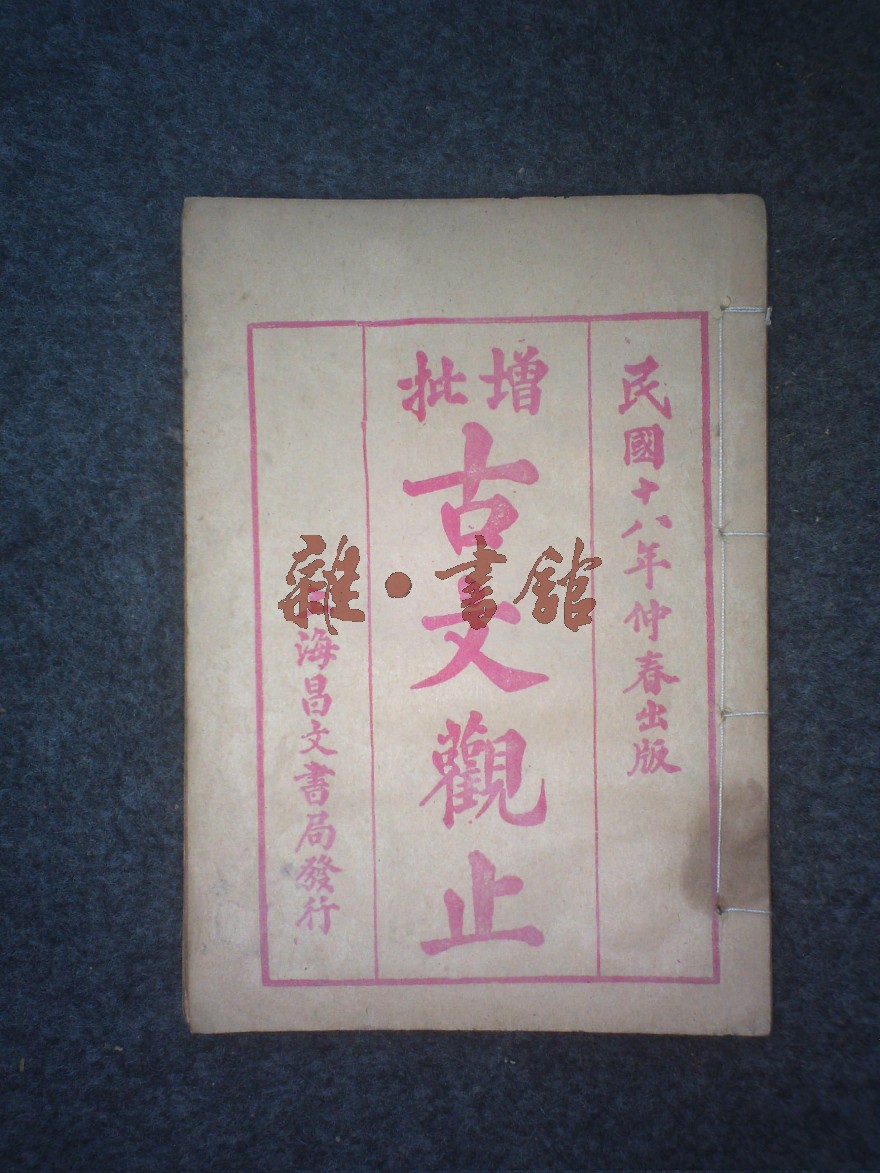 民國十八年仲春出版
增批
古文觀止
海昌文書局發行
雜·書館